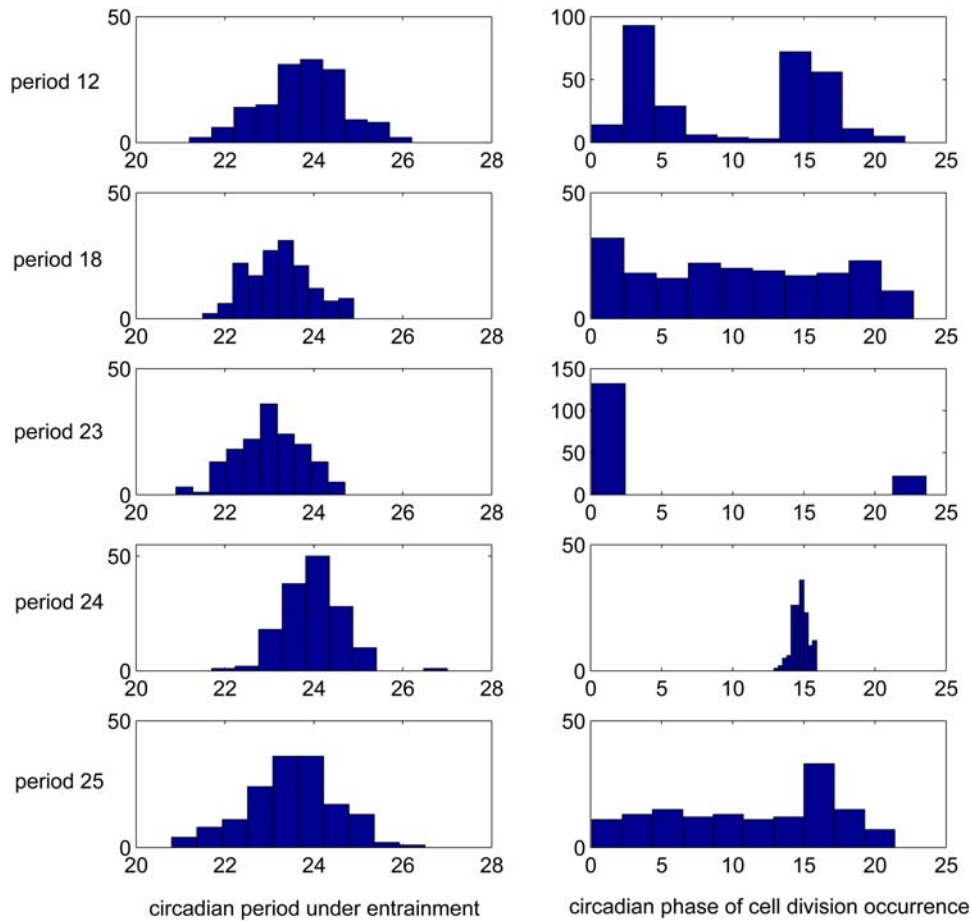 50
0
20 22 24 26 28
100
50
0
0 5 10 15 20 25
period 12
50
0
20 22 24 26 28
50
0
0 5 10 15 20 25
period 18
50
0
20 22 24 26 28
150
100
50
0
0 5 10 15 20 25
period 23
50
0
20 22 24 26 28
50
0
0 5 10 15 20 25
period 24
50
0
20 22 24 26 28
50
0
0 5 10 15 20 25
period 25
circadian period under entrainment
circadian phase of cell division occurrence